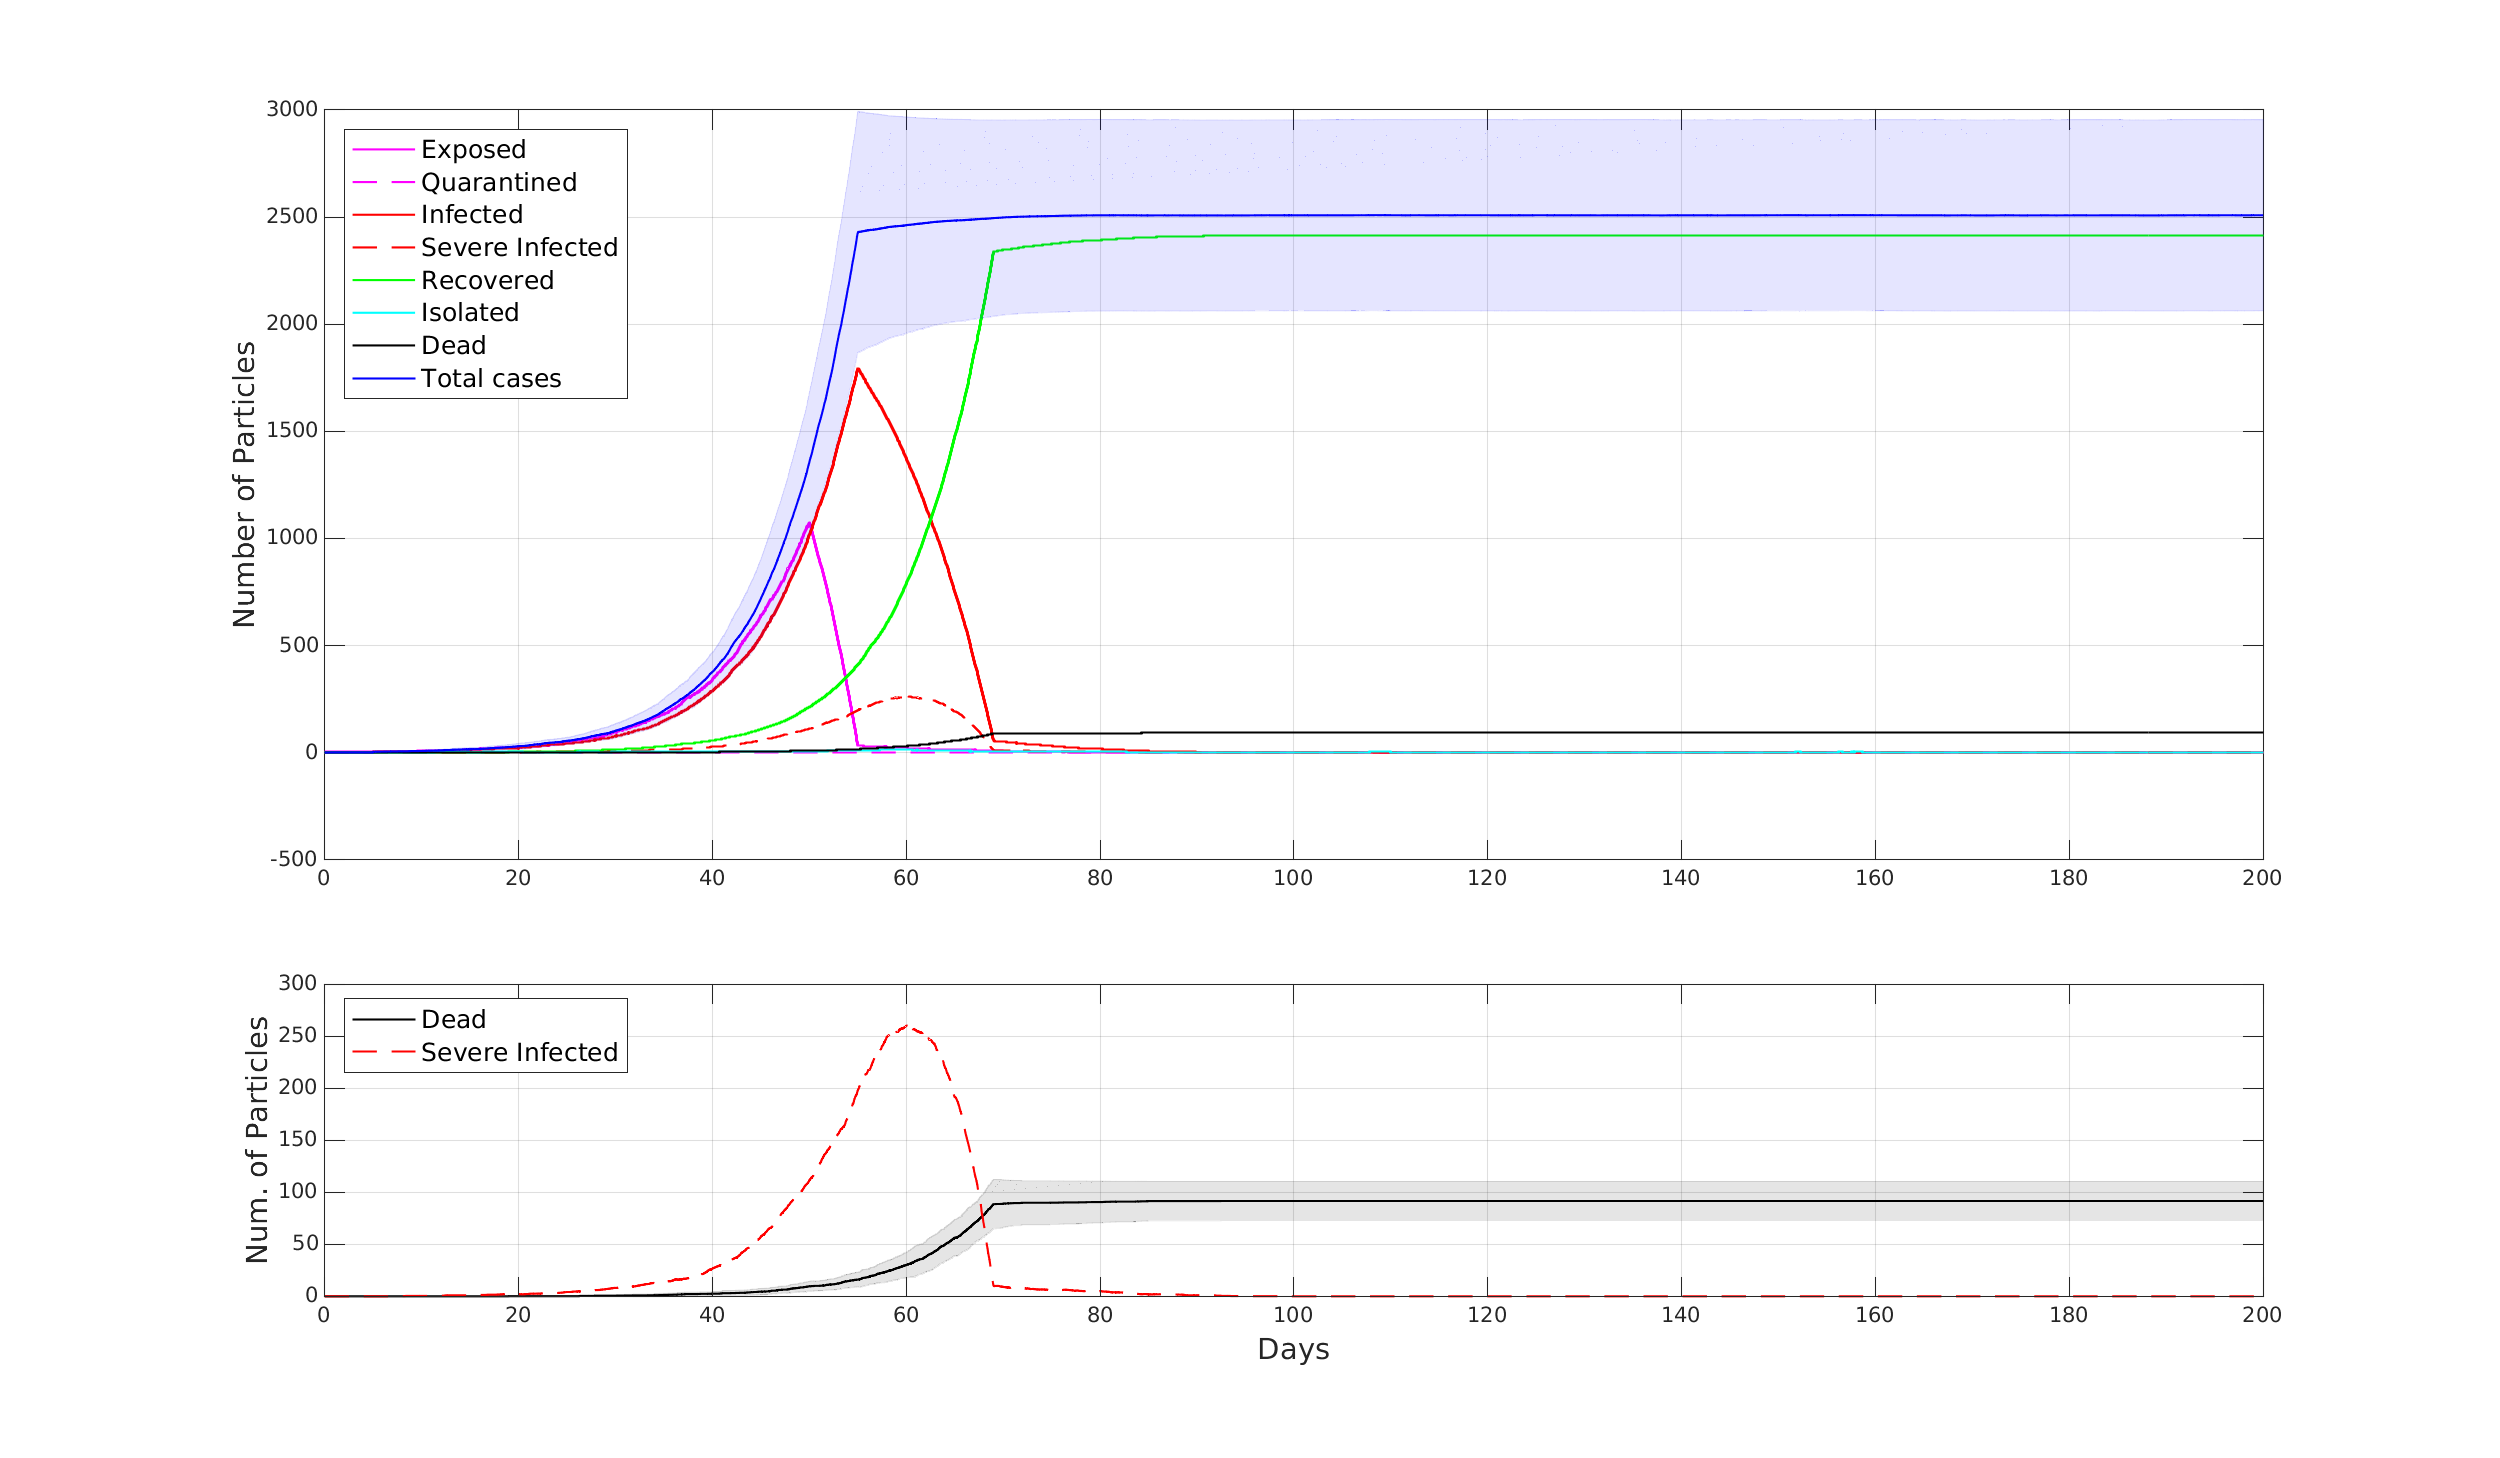 3000
2500
2000
1500
1000
500
0
-500
Number of Particles
Exposed
Quarantined
Infected
Severe Infected
Recovered
Isolated
Dead
Total cases
0 20 40 60 80 100 120 140 160 180 200
300
250
200
150
100
50
0
Num. of Particles
Dead
Severe Infected
0 20 40 60 80 100 120 140 160 180 200
Days